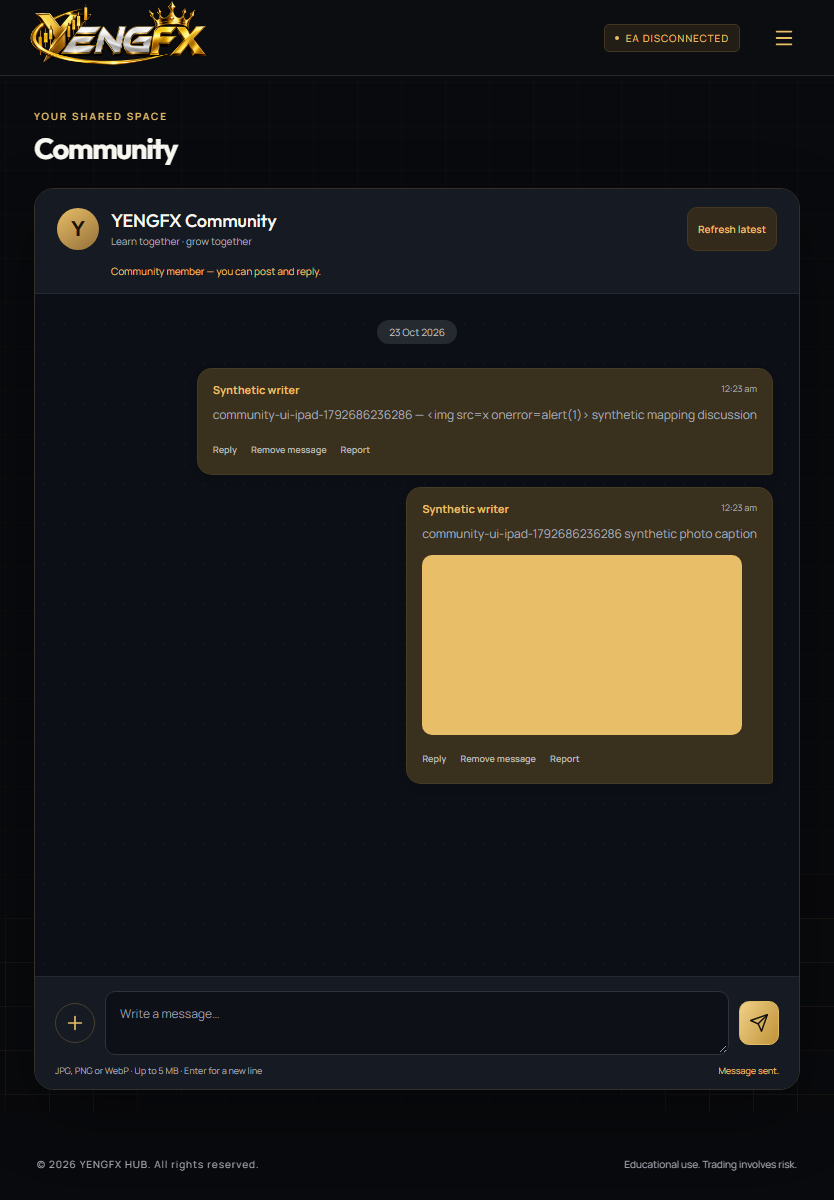 YENGFX
EA DISCONNECTED
YOUR SHARED SPACE
Community
Y
YENGFX Community
Learn together · grow together
Refresh latest
Community member — you can post and reply.
23 Oct 2026
Synthetic writer
12:23 am
community-ui-ipad-1792686236286 — <img src=x onerror=alert(1)> synthetic mapping discussion
Reply Remove message Report
Synthetic writer
12:23 am
community-ui-ipad-1792686236286 synthetic photo caption
Reply Remove message Report
Write a message…
JPG, PNG or WebP · Up to 5 MB · Enter for a new line
Message sent.
© 2026 YENGFX HUB. All rights reserved.
Educational use. Trading involves risk.